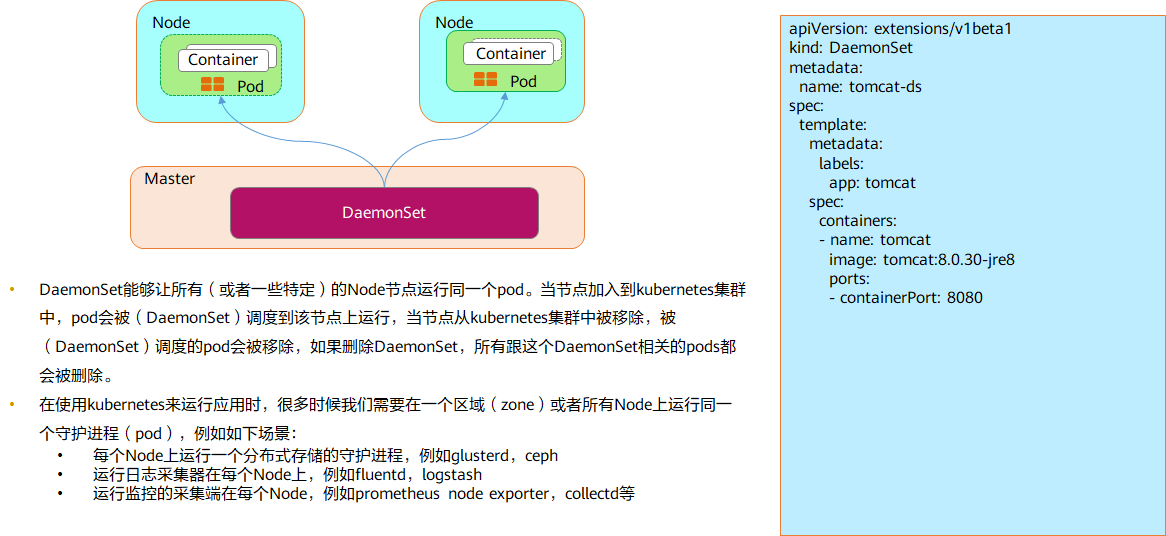 Node
Container
Pod
Node
Container
Pod
Master
DaemonSet
• DaemonSet能够让所有（或者一些特定）的Node节点运行同一个pod。当节点加入到kubernetes集群
中，pod会被（DaemonSet）调度到该节点上运行，当节点从kubernetes集群中被移除，被
（DaemonSet）调度的pod会被移除，如果删除DaemonSet，所有跟这个DaemonSet相关的pods都
会被删除。
• 在使用kubernetes来运行应用时，很多时候我们需要在一个区域（zone）或者所有Node上运行同一
个守护进程（pod），例如如下场景：
• 每个Node上运行一个分布式存储的守护进程，例如glusterd，ceph
• 运行日志采集器在每个Node上，例如fluentd，logstash
• 运行监控的采集端在每个Node，例如prometheus node exporter，collectd等
apiVersion: extensions/v1beta1
kind: DaemonSet
metadata:
  name: tomcat-ds
spec:
  template:
    metadata:
      labels:
        app: tomcat
    spec:
      containers:
      - name: tomcat
        image: tomcat:8.0.30-jre8
        ports:
        - containerPort: 8080